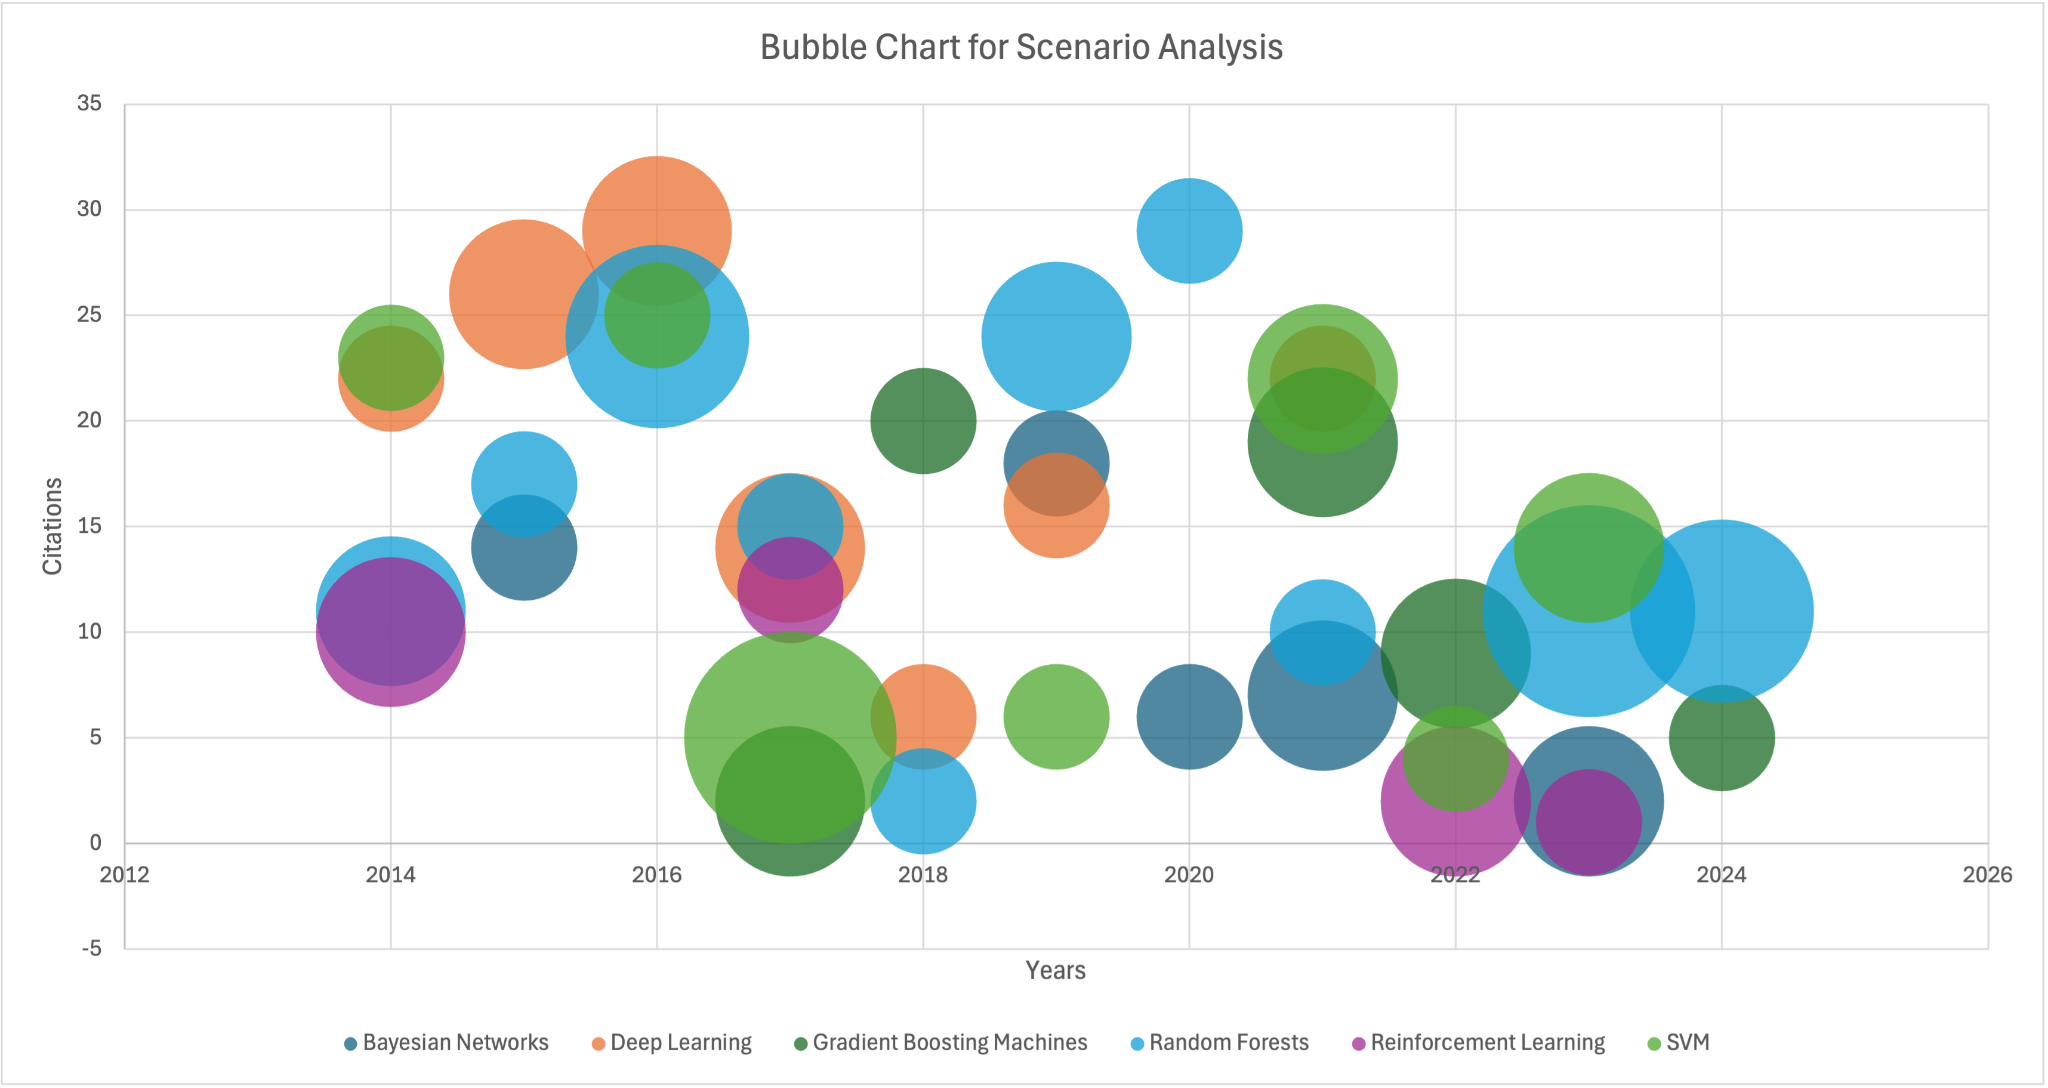 Bubble Chart for Scenario Analysis
35
30
25
20
15
10
5
0
-5
Citations
2012 2014 2016 2018 2020 2022 2024 2026
Years
Bayesian Networks Deep Learning Gradient Boosting Machines Random Forests Reinforcement Learning SVM